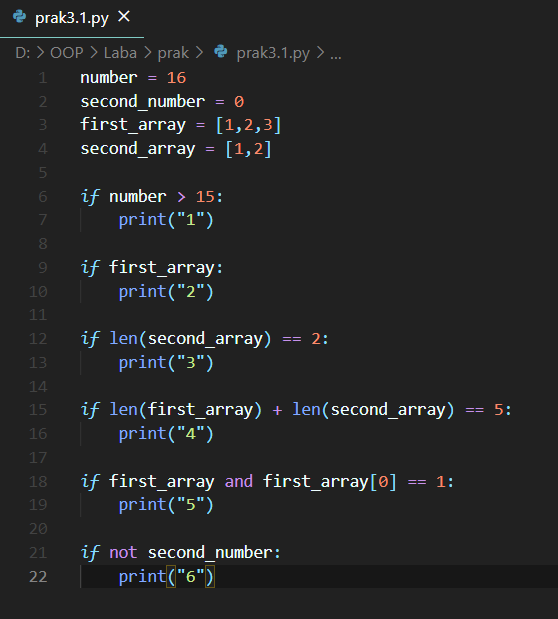 prak3.1.py ×
D: > OOP > Laba > prak > prak3.1.py > ...
1 number = 16
2 second_number = 0
3 first_array = [1,2,3]
4 second_array = [1,2]
5
6 if number > 15:
7     print("1")
8
9 if first_array:
10     print("2")
11
12 if len(second_array) == 2:
13     print("3")
14
15 if len(first_array) + len(second_array) == 5:
16     print("4")
17
18 if first_array and first_array[0] == 1:
19     print("5")
20
21 if not second_number:
22     print("6")